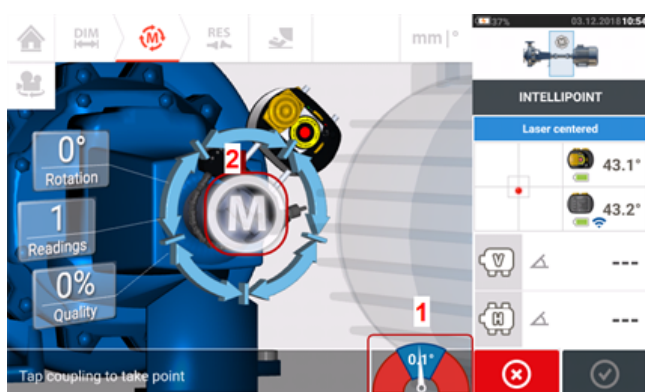 DIM
M
RES
mm|°
37%
03.12.2018 10:54
INTELLIPOINT
Laser centered
0°
Rotation
2
M
43.1°
1
Readings
43.2°
0%
Quality
V
---
1
H
---
0.1°
Tap coupling to take point